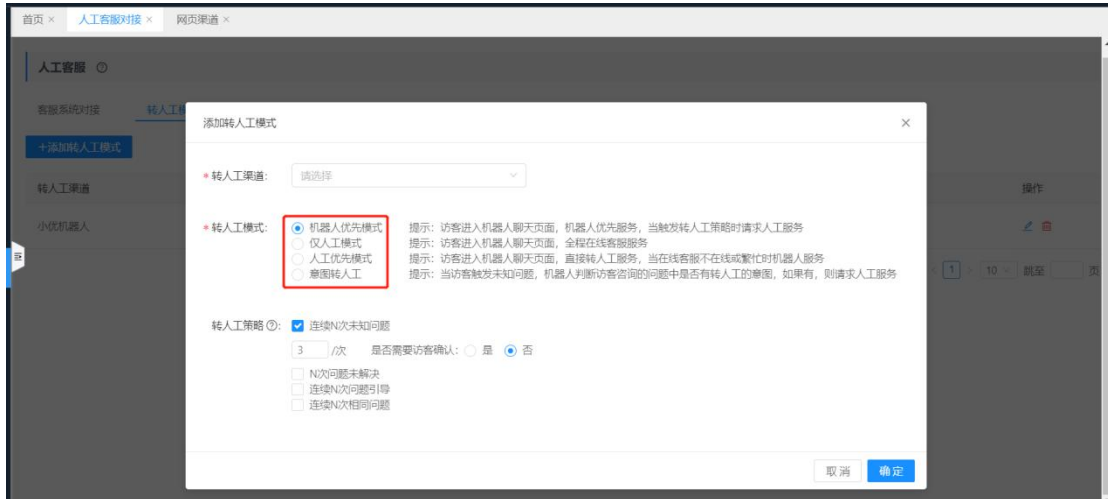 首页 × 人工客服对接 × 网页渠道 ×
人工客服
客服系统对接 转人工模
+添加转人工模式
转人工渠道 操作
小优机器人
1 10 跳至 页
添加转人工模式 ×
* 转人工渠道: 请选择
* 转人工模式: 机器人优先模式 提示：访客进入机器人聊天页面，机器人优先服务，当触发转人工策略时请求人工服务
仅人工模式 提示：访客进入机器人聊天页面，全程在线客服服务
人工优先模式 提示：访客进入机器人聊天页面，直接转人工服务，当在线客服不在线或繁忙时机器人服务
意图转人工 提示：当访客触发未知问题，机器人判断访客咨询的问题中是否有转人工的意图，如果有，则请求人工服务
转人工策略?: 连续N次未知问题
3 /次 是否需要访客确认: 是 否
N次问题未解决
连续N次问题引导
连续N次相同问题
取 消 确 定